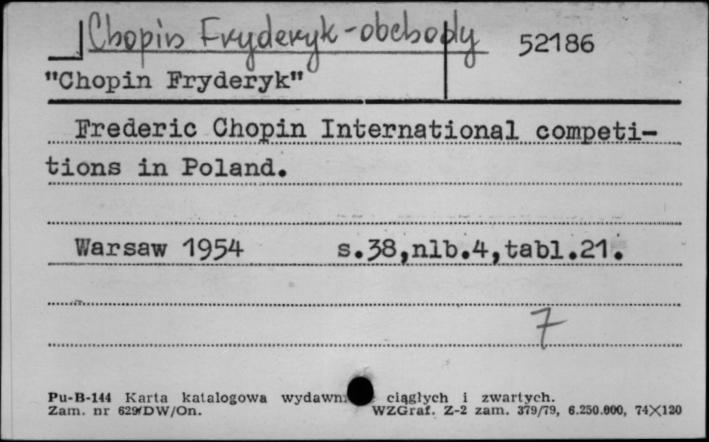 Chopin Fryderyk - obchody 52186
"Chopin Fryderyk"
Frederic Chopin International competi-
tions in Poland.
Warsaw 1954 s.38,nlb.4,tabl.21.
7
Pu-B-144 Karta katalogowa wydawn. ciągłych i zwartych.
Zam. nr 629/DW/On. WZGraf. Z-2 zam. 379/79, 6.250.000, 74×120